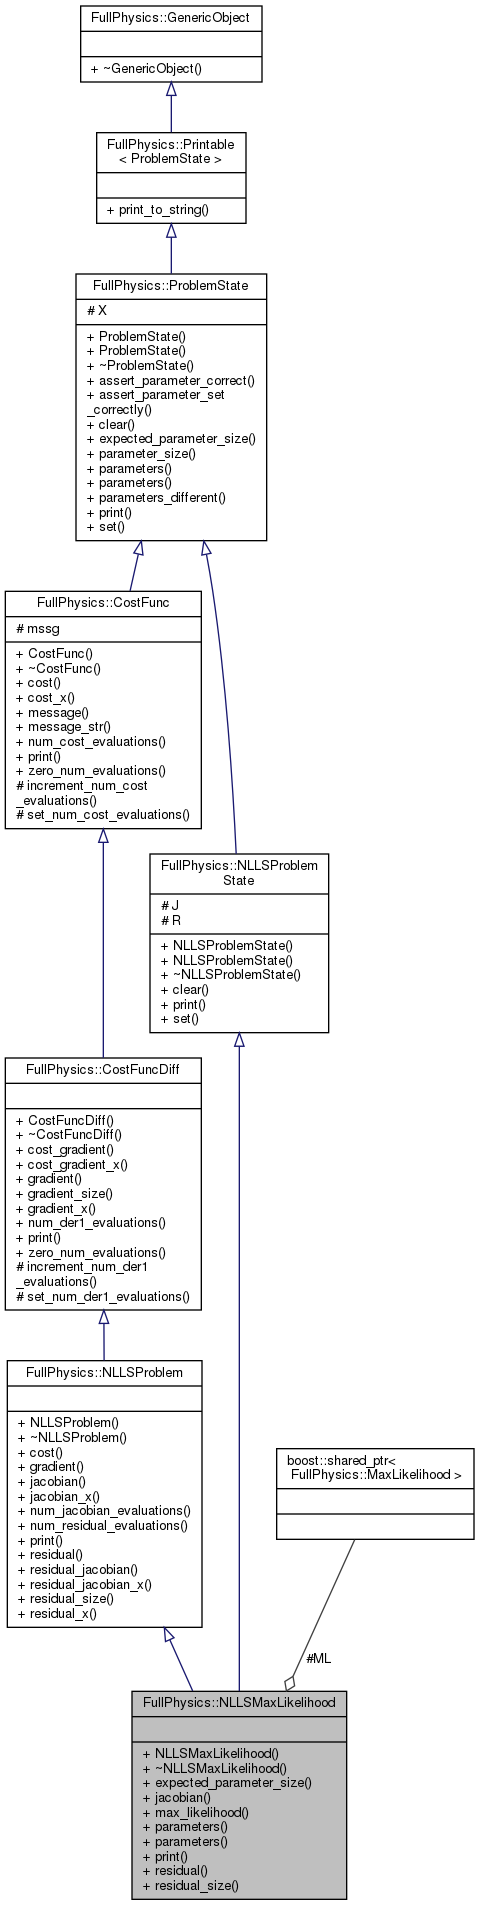 FullPhysics::GenericObject
+ ~GenericObject()
FullPhysics::Printable
< ProblemState >
+ print_to_string()
FullPhysics::ProblemState
# X
+ ProblemState()
+ ProblemState()
+ ~ProblemState()
+ assert_parameter_correct()
+ assert_parameter_set
_correctly()
+ clear()
+ expected_parameter_size()
+ parameter_size()
+ parameters()
+ parameters()
+ parameters_different()
+ print()
+ set()
FullPhysics::CostFunc
# mssg
+ CostFunc()
+ ~CostFunc()
+ cost()
+ cost_x()
+ message()
+ message_str()
+ num_cost_evaluations()
+ print()
+ zero_num_evaluations()
# increment_num_cost
_evaluations()
# set_num_cost_evaluations()
FullPhysics::NLLSProblem
State
# J
# R
+ NLLSProblemState()
+ NLLSProblemState()
+ ~NLLSProblemState()
+ clear()
+ print()
+ set()
FullPhysics::CostFuncDiff
+ CostFuncDiff()
+ ~CostFuncDiff()
+ cost_gradient()
+ cost_gradient_x()
+ gradient()
+ gradient_size()
+ gradient_x()
+ num_der1_evaluations()
+ print()
+ zero_num_evaluations()
# increment_num_der1
_evaluations()
# set_num_der1_evaluations()
FullPhysics::NLLSProblem
+ NLLSProblem()
+ ~NLLSProblem()
+ cost()
+ gradient()
+ jacobian()
+ jacobian_x()
+ num_jacobian_evaluations()
+ num_residual_evaluations()
+ print()
+ residual()
+ residual_jacobian()
+ residual_jacobian_x()
+ residual_size()
+ residual_x()
boost::shared_ptr<
FullPhysics::MaxLikelihood >
#ML
FullPhysics::NLLSMaxLikelihood
+ NLLSMaxLikelihood()
+ ~NLLSMaxLikelihood()
+ expected_parameter_size()
+ jacobian()
+ max_likelihood()
+ parameters()
+ parameters()
+ print()
+ residual()
+ residual_size()